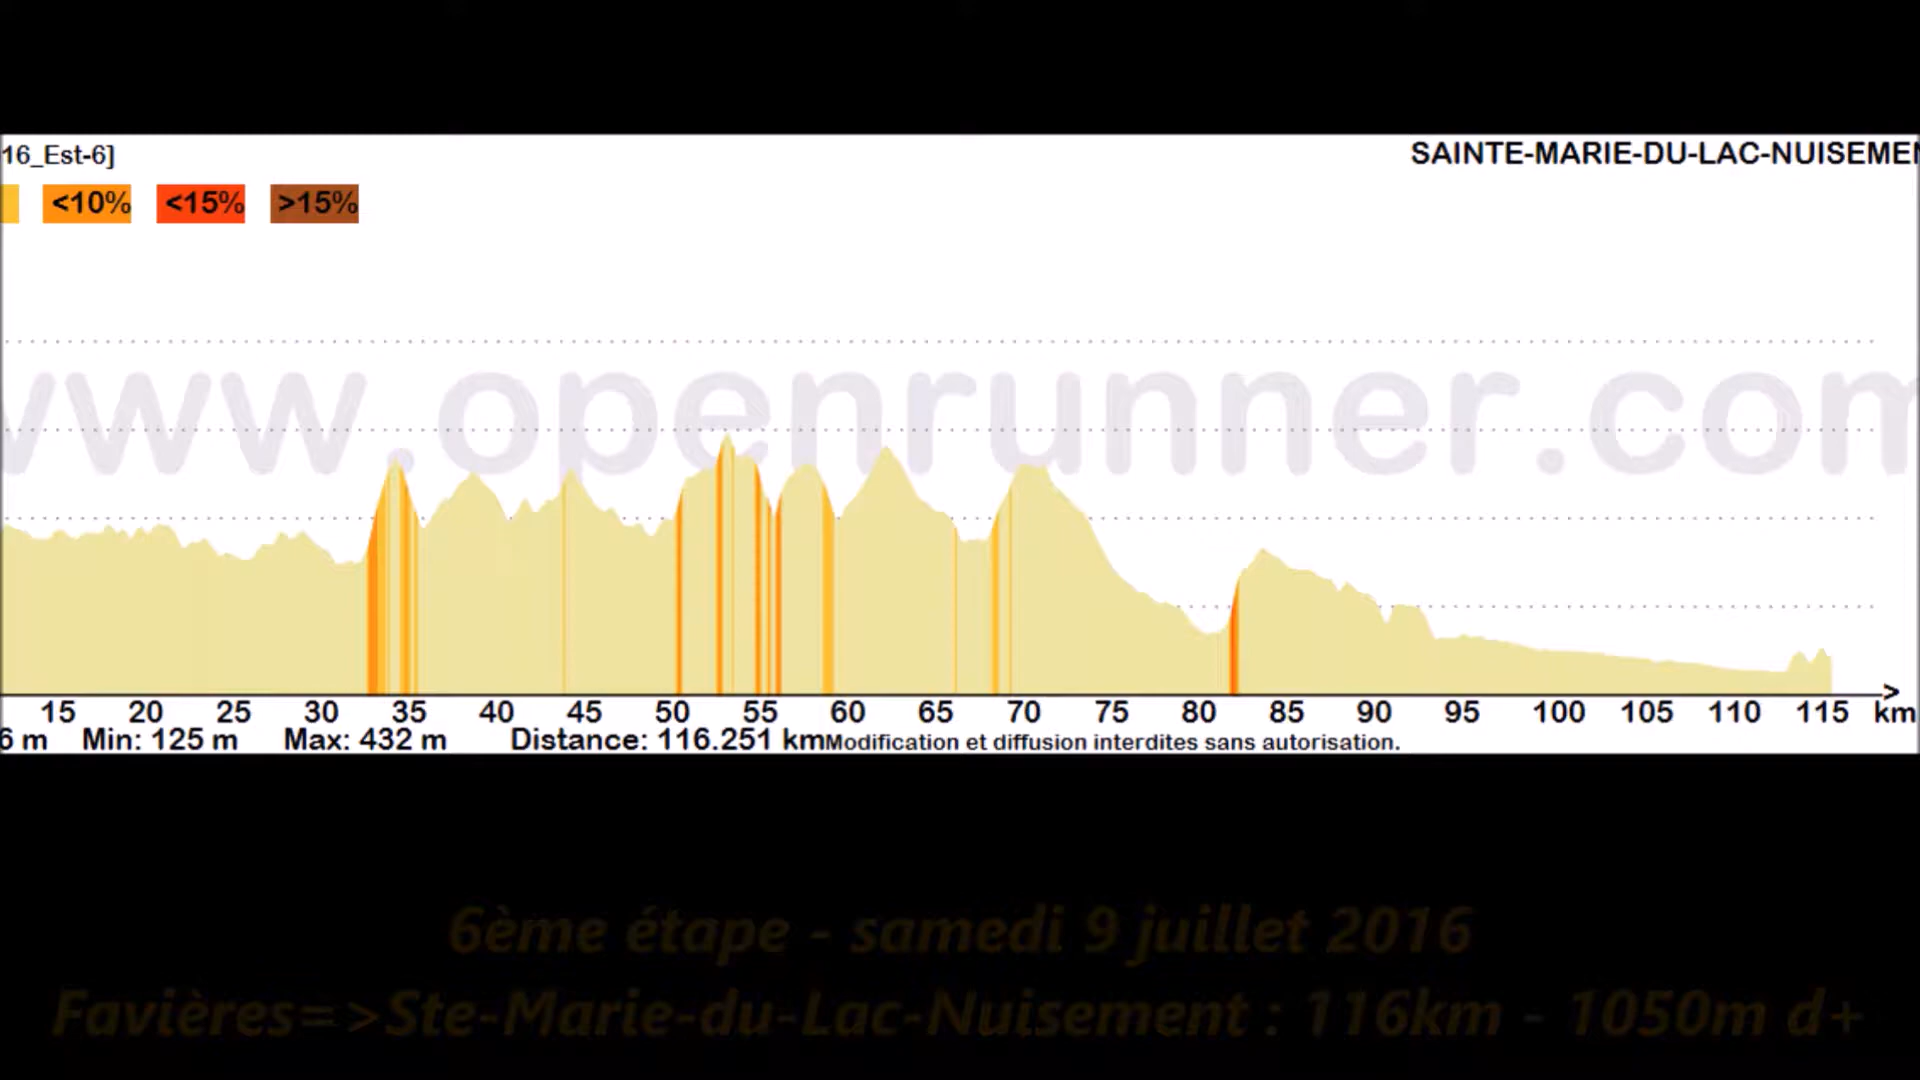 16_Est-6]
SAINTE-MARIE-DU-LAC-NUISEMEN
<10% <15% >15%
www.openrunner.com
15 20 25 30 35 40 45 50 55 60 65 70 75 80 85 90 95 100 105 110 115 km
6 m Min: 125 m Max: 432 m Distance: 116.251 km Modification et diffusion interdites sans autorisation.
6ème étape - samedi 9 juillet 2016
Favières=>Ste-Marie-du-Lac-Nuisement : 116km - 1050m d+